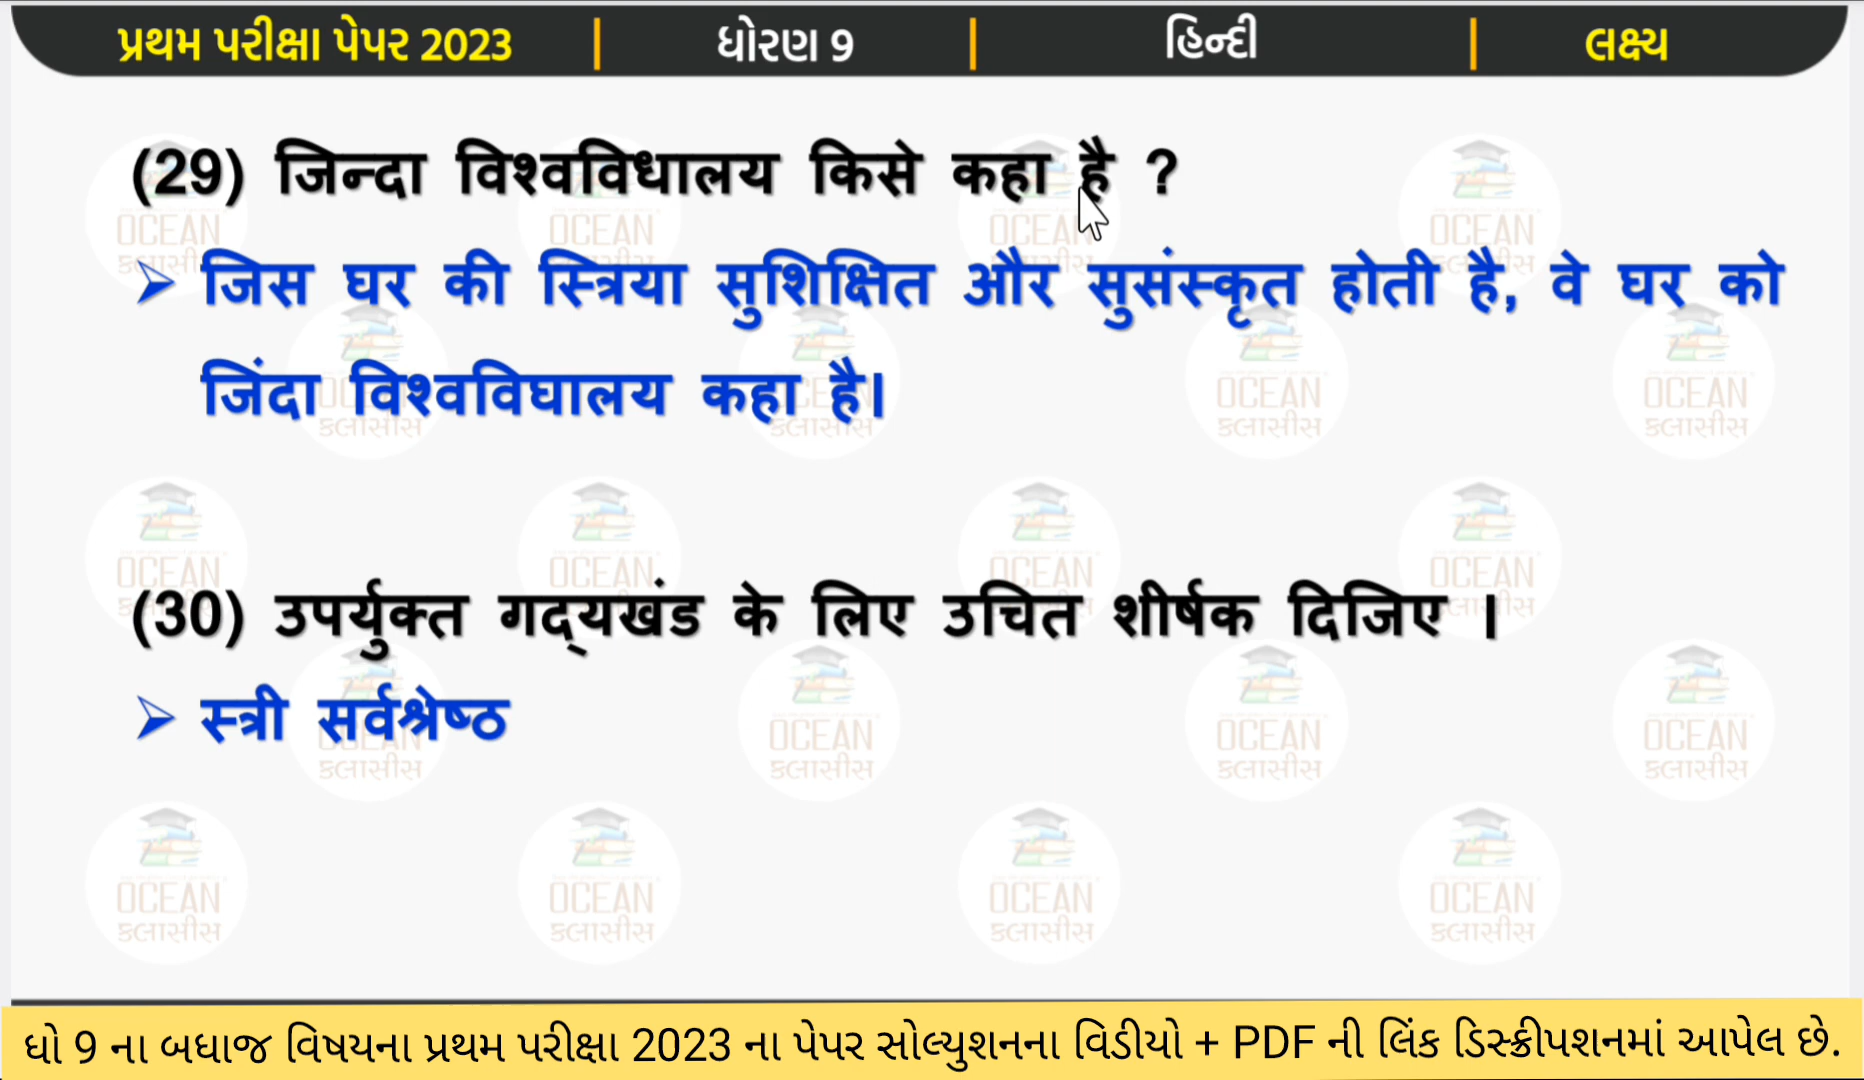 પ્રથમ પરીક્ષા પેપર 2023 | ધોરણ 9 | હિન્દી | લક્ષ્ય
(29) जिन्दा विश्वविधालय किसे कहा है ?
➢ जिस घर की स्त्रिया सुशिक्षित और सुसंस्कृत होती है, वे घर को
जिंदा विश्वविघालय कहा है।
(30) उपर्युक्त गद्‌यखंड के लिए उचित शीर्षक दिजिए ।
➢ स्त्री सर्वश्रेष्ठ
OCEAN
ક્લાસીસ
ધો 9 ના બધાજ વિષયના પ્રથમ પરીક્ષા 2023 ના પેપર સોલ્યુશનના વિડીયો + PDF ની લિંક ડિસ્ક્રીપશનમાં આપેલ છે.